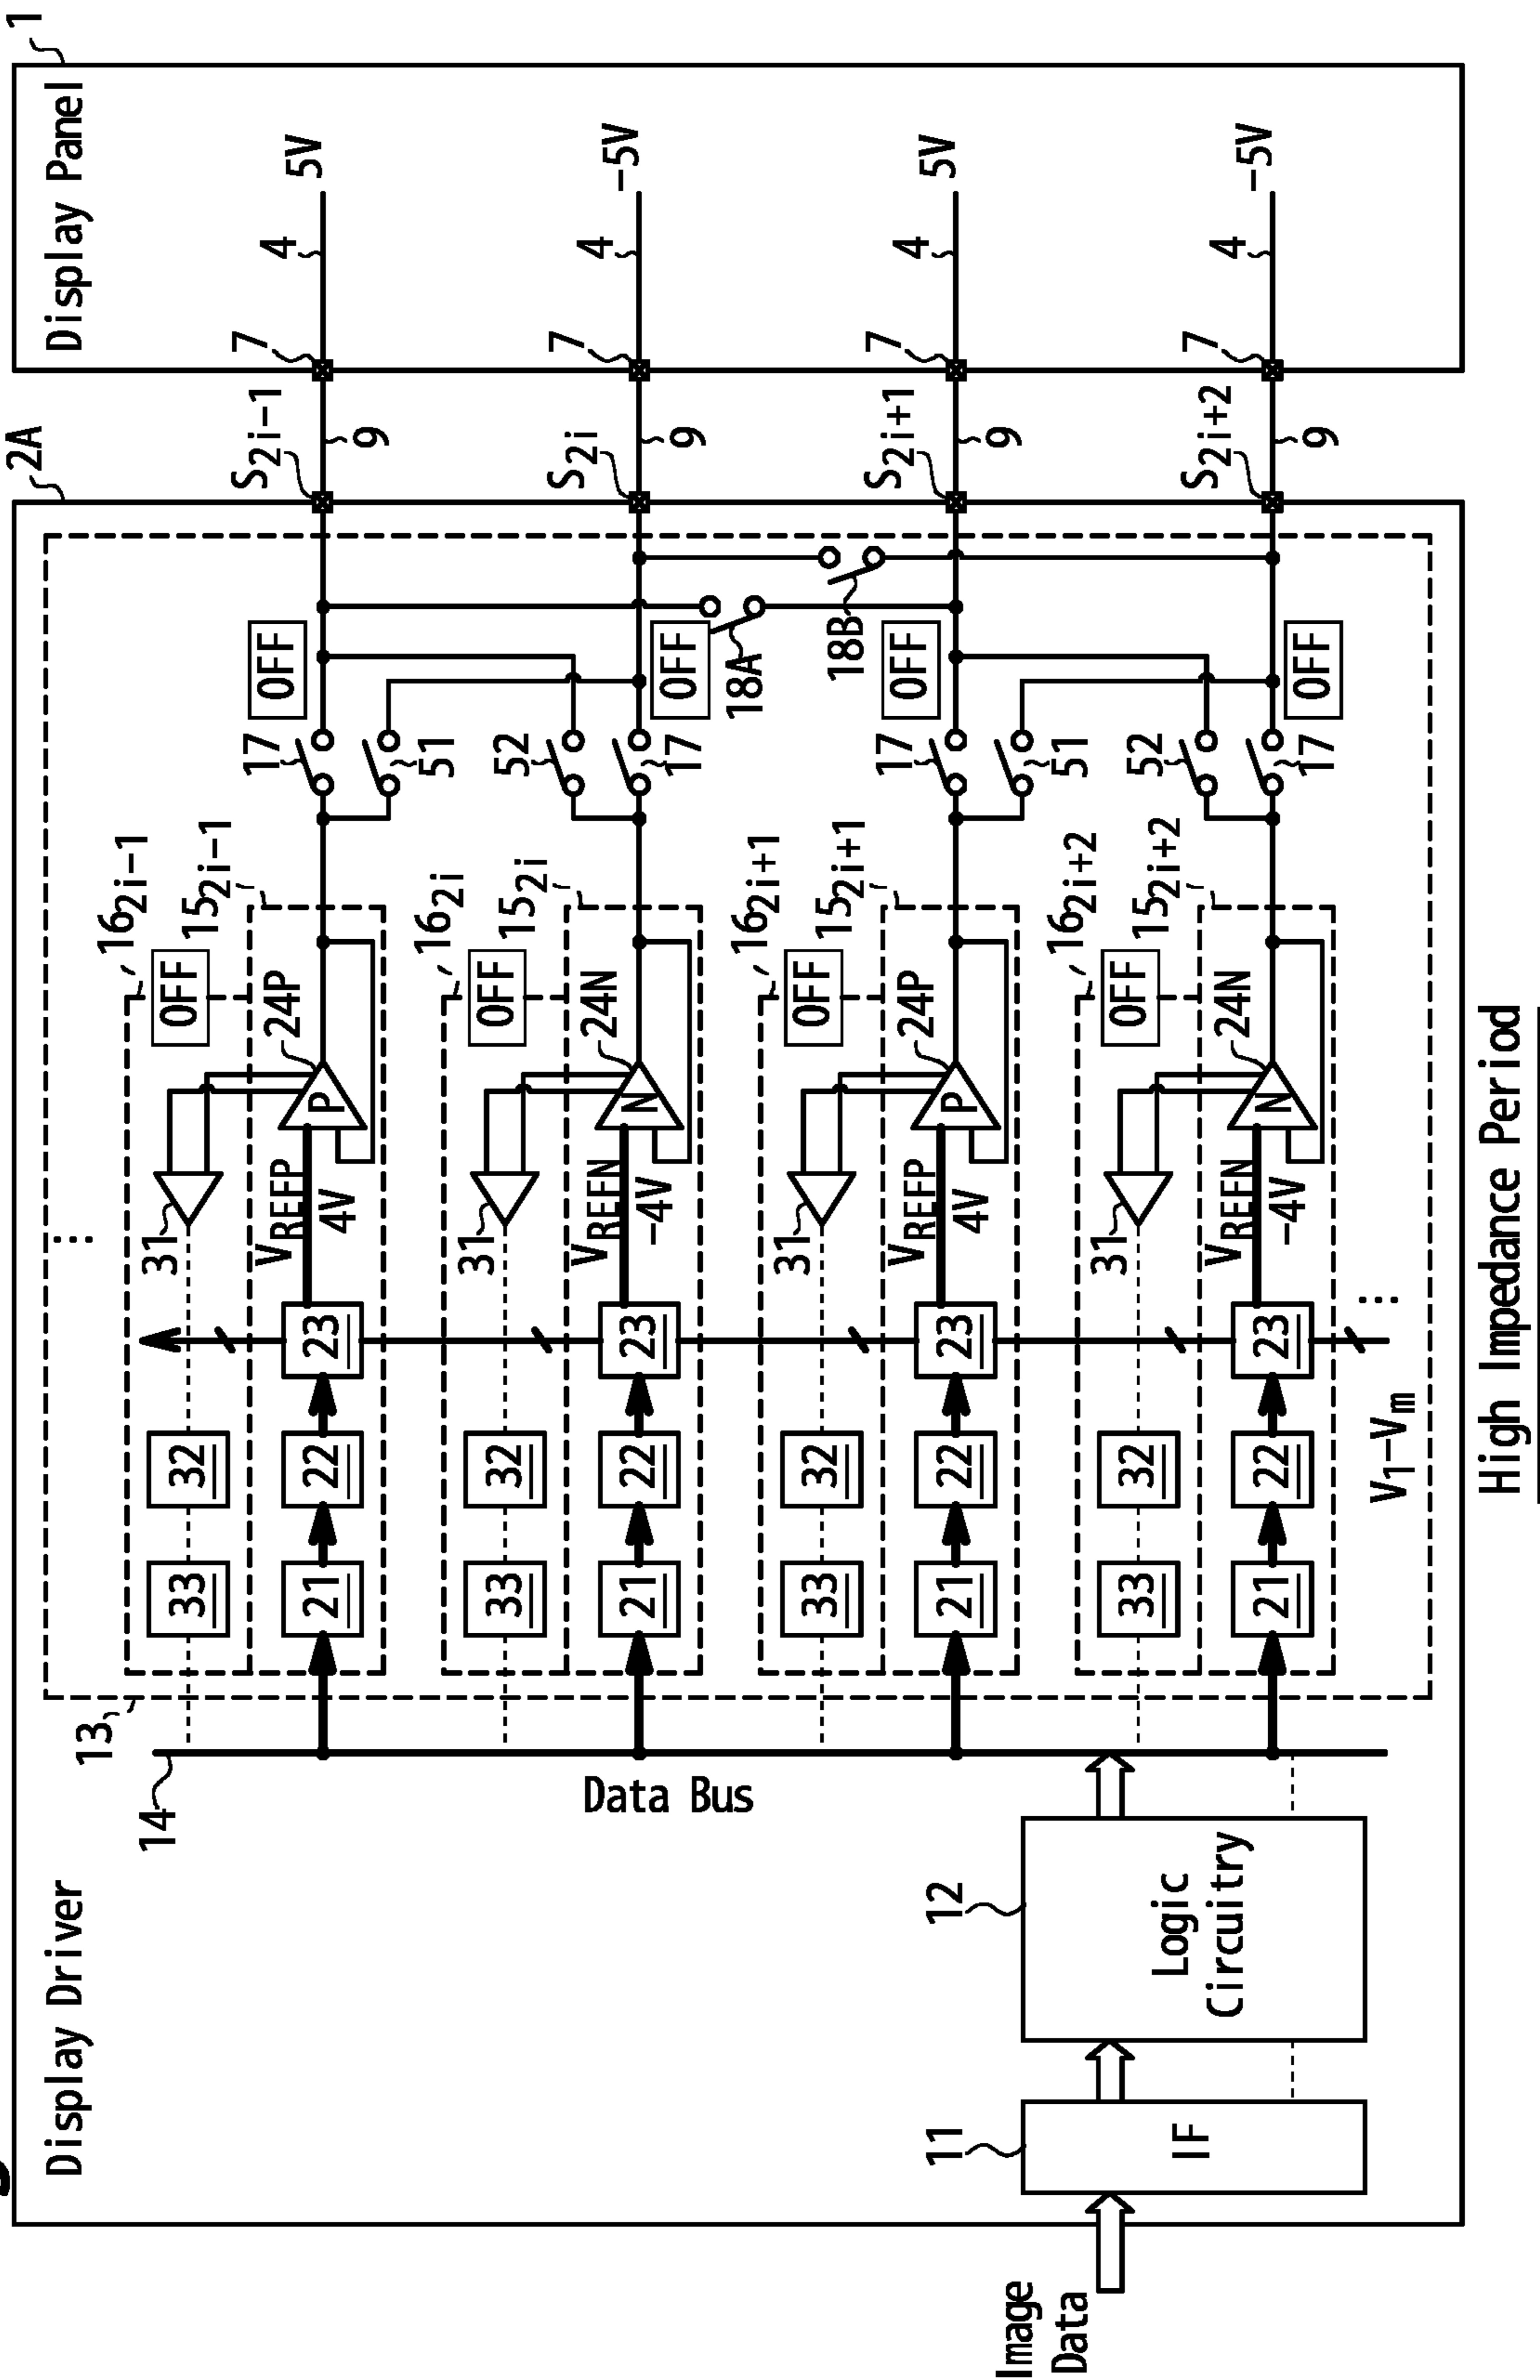 Display Driver
2A
Display Panel
1
14
13
33
32
31
OFF
16₂ᵢ₋₁
15₂ᵢ₋₁
21
22
23
V_REFP
4V
P
24P
17
OFF
51
S₂ᵢ₋₁
9
7
4
5V
33
32
31
OFF
16₂ᵢ
15₂ᵢ
21
22
23
V_REFN
-4V
N
24N
52
17
OFF
18A
S₂ᵢ
9
7
4
-5V
Data Bus
18B
33
32
31
OFF
16₂ᵢ₊₁
15₂ᵢ₊₁
21
22
23
V_REFP
4V
P
24P
17
OFF
51
S₂ᵢ₊₁
9
7
4
5V
33
32
31
OFF
16₂ᵢ₊₂
15₂ᵢ₊₂
21
22
23
V_REFN
-4V
N
24N
52
17
OFF
S₂ᵢ₊₂
9
7
4
-5V
V₁-Vₘ
Image
Data
11
IF
12
Logic
Circuitry
High Impedance Period